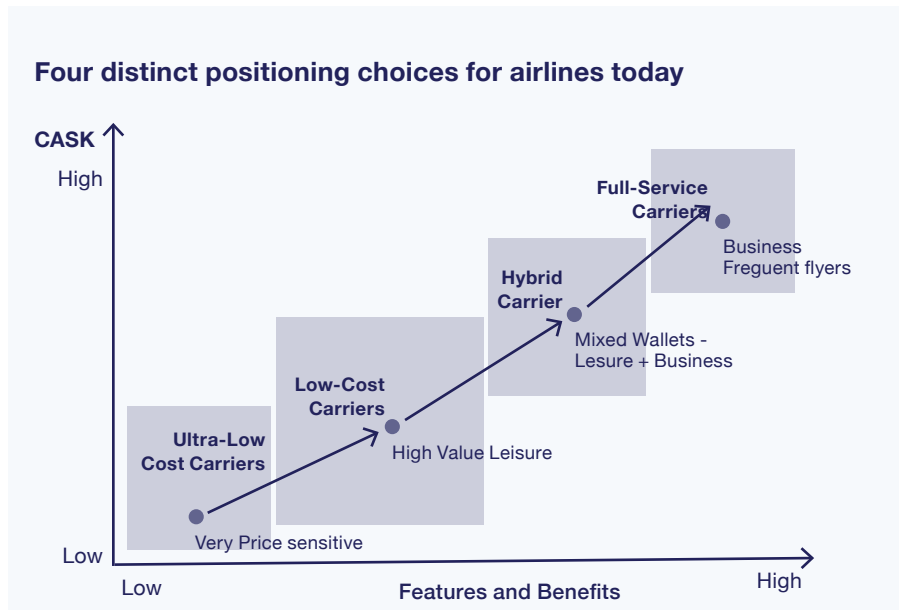 Four distinct positioning choices for airlines today
CASK
High
Full-Service
Carriers
Business
Freguent flyers
Hybrid
Carrier
Mixed Wallets -
Lesure + Business
Low-Cost
Carriers
High Value Leisure
Ultra-Low
Cost Carriers
Very Price sensitive
Low
Low
Features and Benefits
High